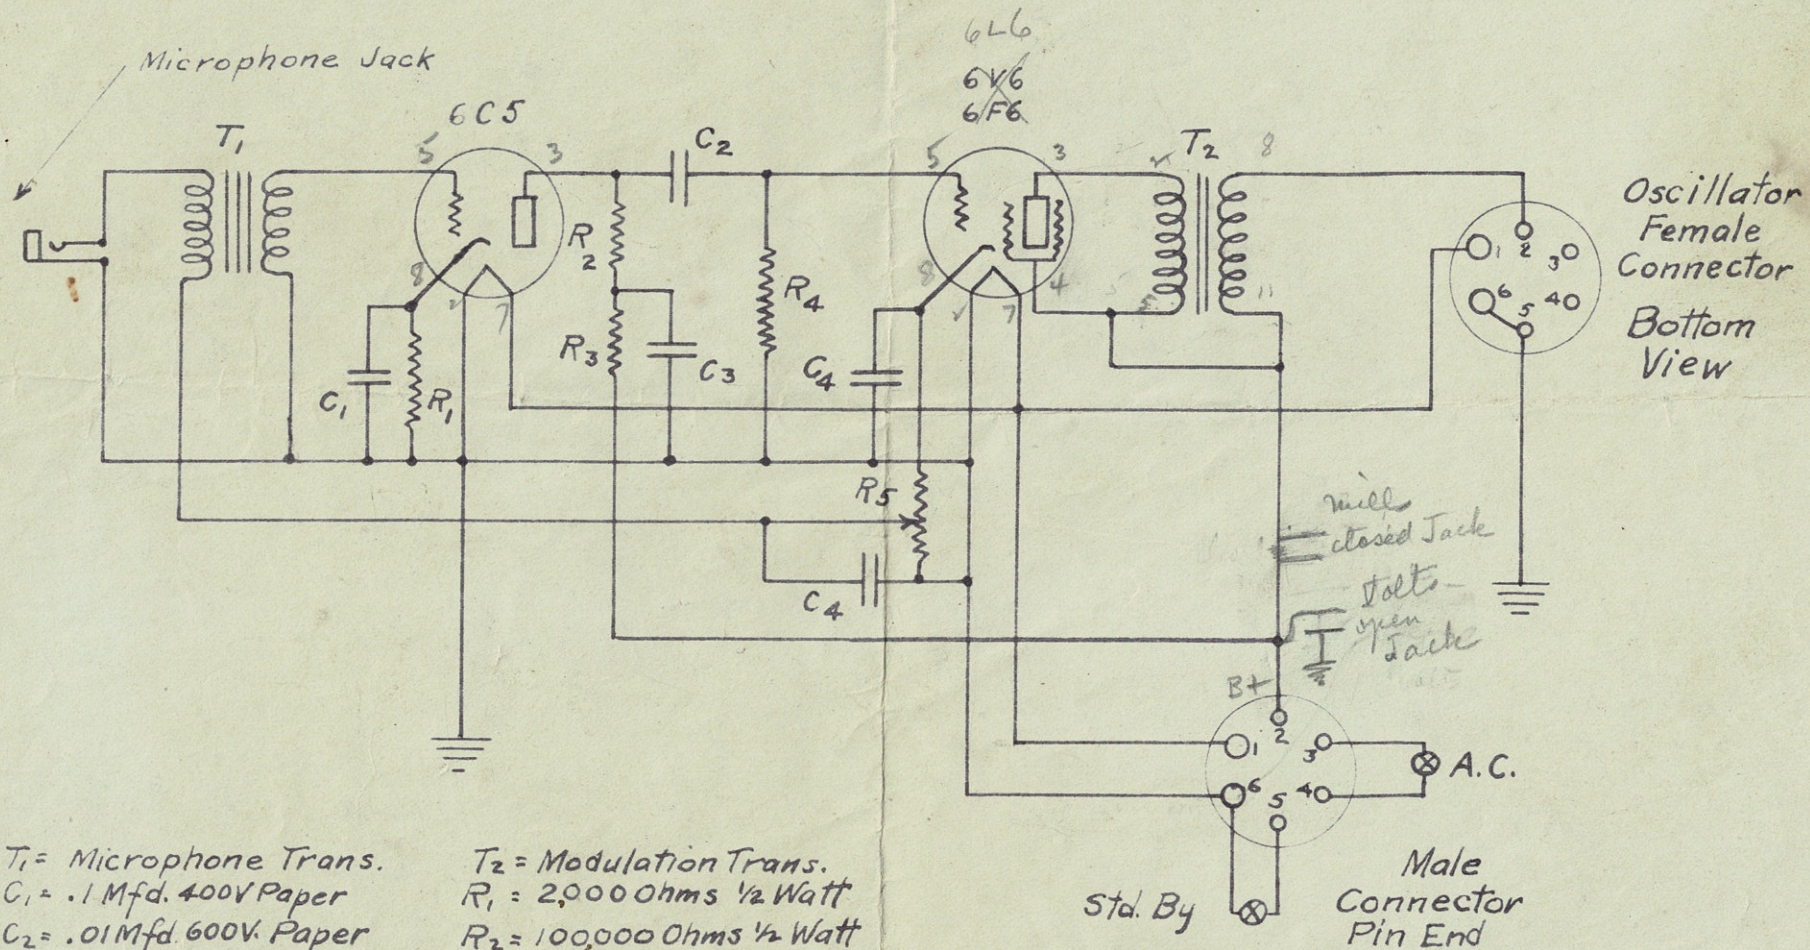 Microphone Jack
6L6
6V6
6F6
6C5
T1
5
3
C2
5
3
T2
8
R2
R4
8
7
8
7
4
5
11
R3
C3
C4
C1
R1
R5
C4
1
2
3
4
5
6
Oscillator
Female
Connector
Bottom
View
mill
closed Jack
Volts
open
Jack
B+
1
2
3
4
5
6
A.C.
Std. By
Male
Connector
Pin End
T1= Microphone Trans.
C1= .1 Mfd. 400V Paper
C2= .01 Mfd 600V. Paper
T2= Modulation Trans.
R1 = 2,000 Ohms 1/2 Watt
R2= 100,000 Ohms 1/2 Watt